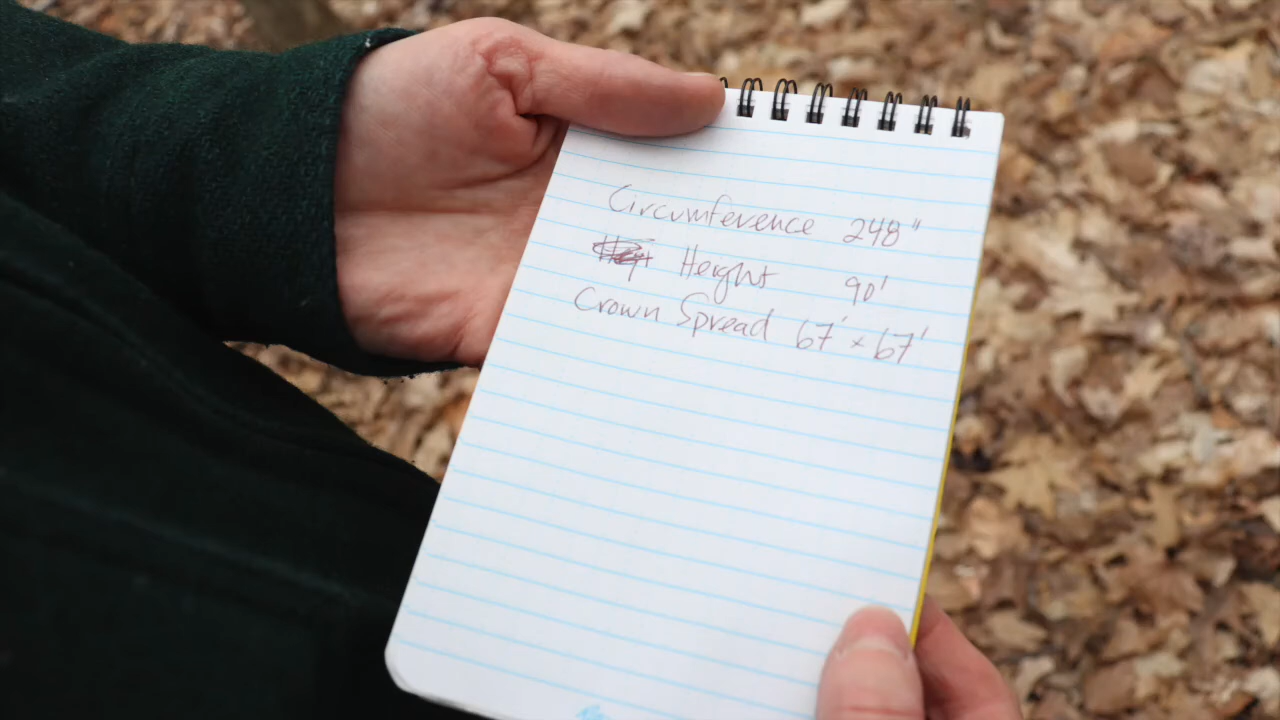 Circumference 248"
Height 90'
Crown Spread 67' × 67'